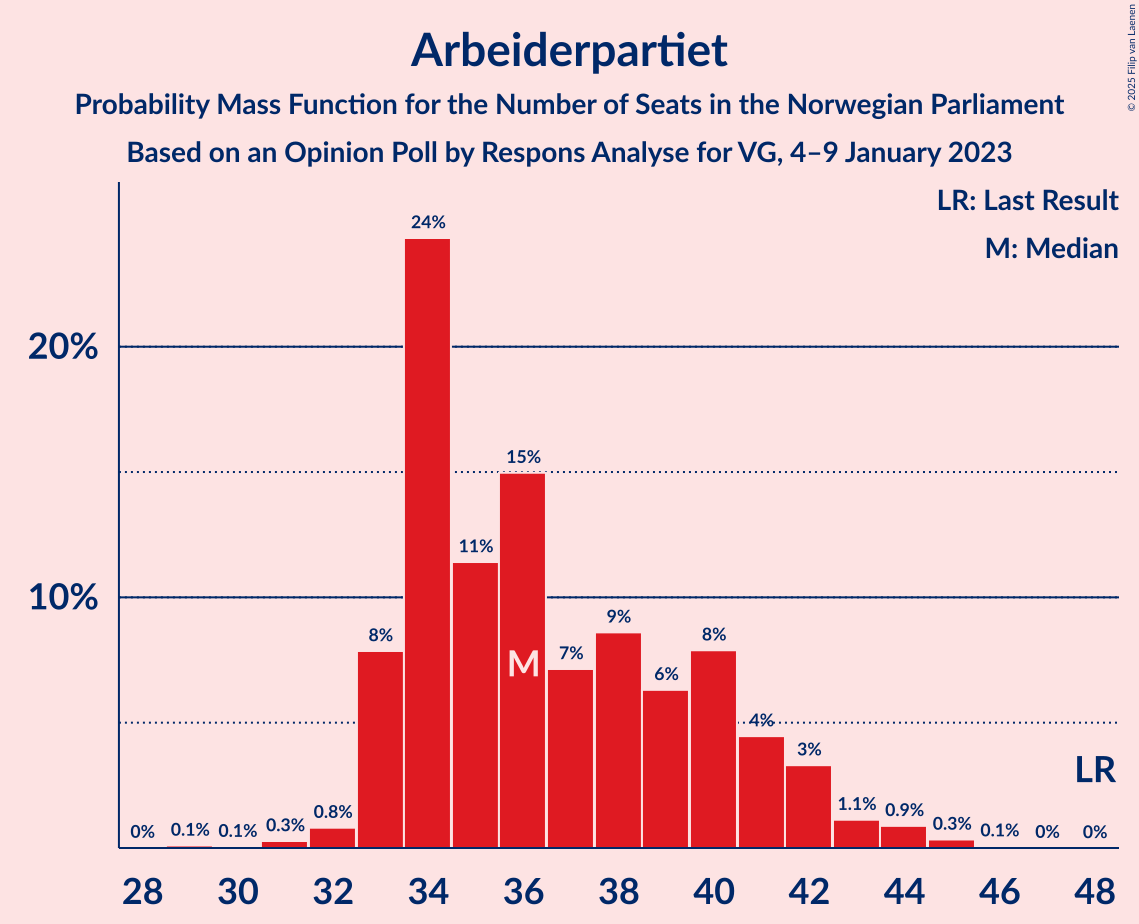 Arbeiderpartiet
Probability Mass Function for the Number of Seats in the Norwegian Parliament
Based on an Opinion Poll by Respons Analyse for VG, 4–9 January 2023
© 2025 Filip van Laenen
LR: Last Result
M: Median
20%
10%
0%
0.1%
0.1%
0.3%
0.8%
8%
24%
11%
15%
7%
9%
6%
8%
4%
3%
1.1%
0.9%
0.3%
0.1%
0%
0%
M
LR
28 30 32 34 36 38 40 42 44 46 48